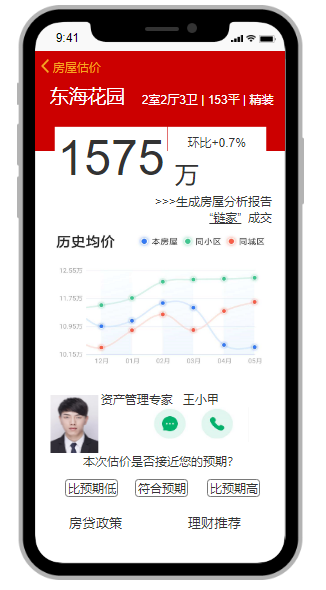 9:41
房屋估价
东海花园 2室2厅3卫 | 153平 | 精装
1575万 环比+0.7%
>>>生成房屋分析报告
“链家” 成交
历史均价 本房屋 同小区 同城区
12.55万
11.75万
10.95万
10.15万
12月 01月 02月 03月 04月 05月
资产管理专家 王小甲
本次估价是否接近您的预期?
比预期低 符合预期 比预期高
房贷政策 理财推荐